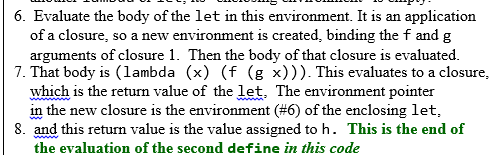 6. Evaluate the body of the let in this environment. It is an application
of a closure, so a new environment is created, binding the f and g
arguments of closure 1. Then the body of that closure is evaluated.
7. That body is (lambda (x) (f (g x))). This evaluates to a closure,
which is the return value of the let, The environment pointer
in the new closure is the environment (#6) of the enclosing let,
8. and this return value is the value assigned to h. This is the end of
the evaluation of the second define in this code